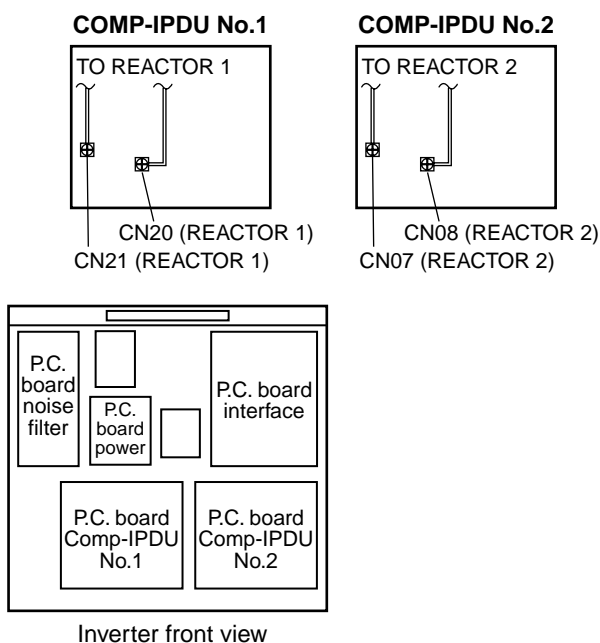 COMP-IPDU No.1
COMP-IPDU No.2
TO REACTOR 1
TO REACTOR 2
CN20 (REACTOR 1)
CN21 (REACTOR 1)
CN08 (REACTOR 2)
CN07 (REACTOR 2)
P.C.
board
noise
filter
P.C.
board
power
P.C. board
interface
P.C. board
Comp-IPDU
No.1
P.C. board
Comp-IPDU
No.2
Inverter front view